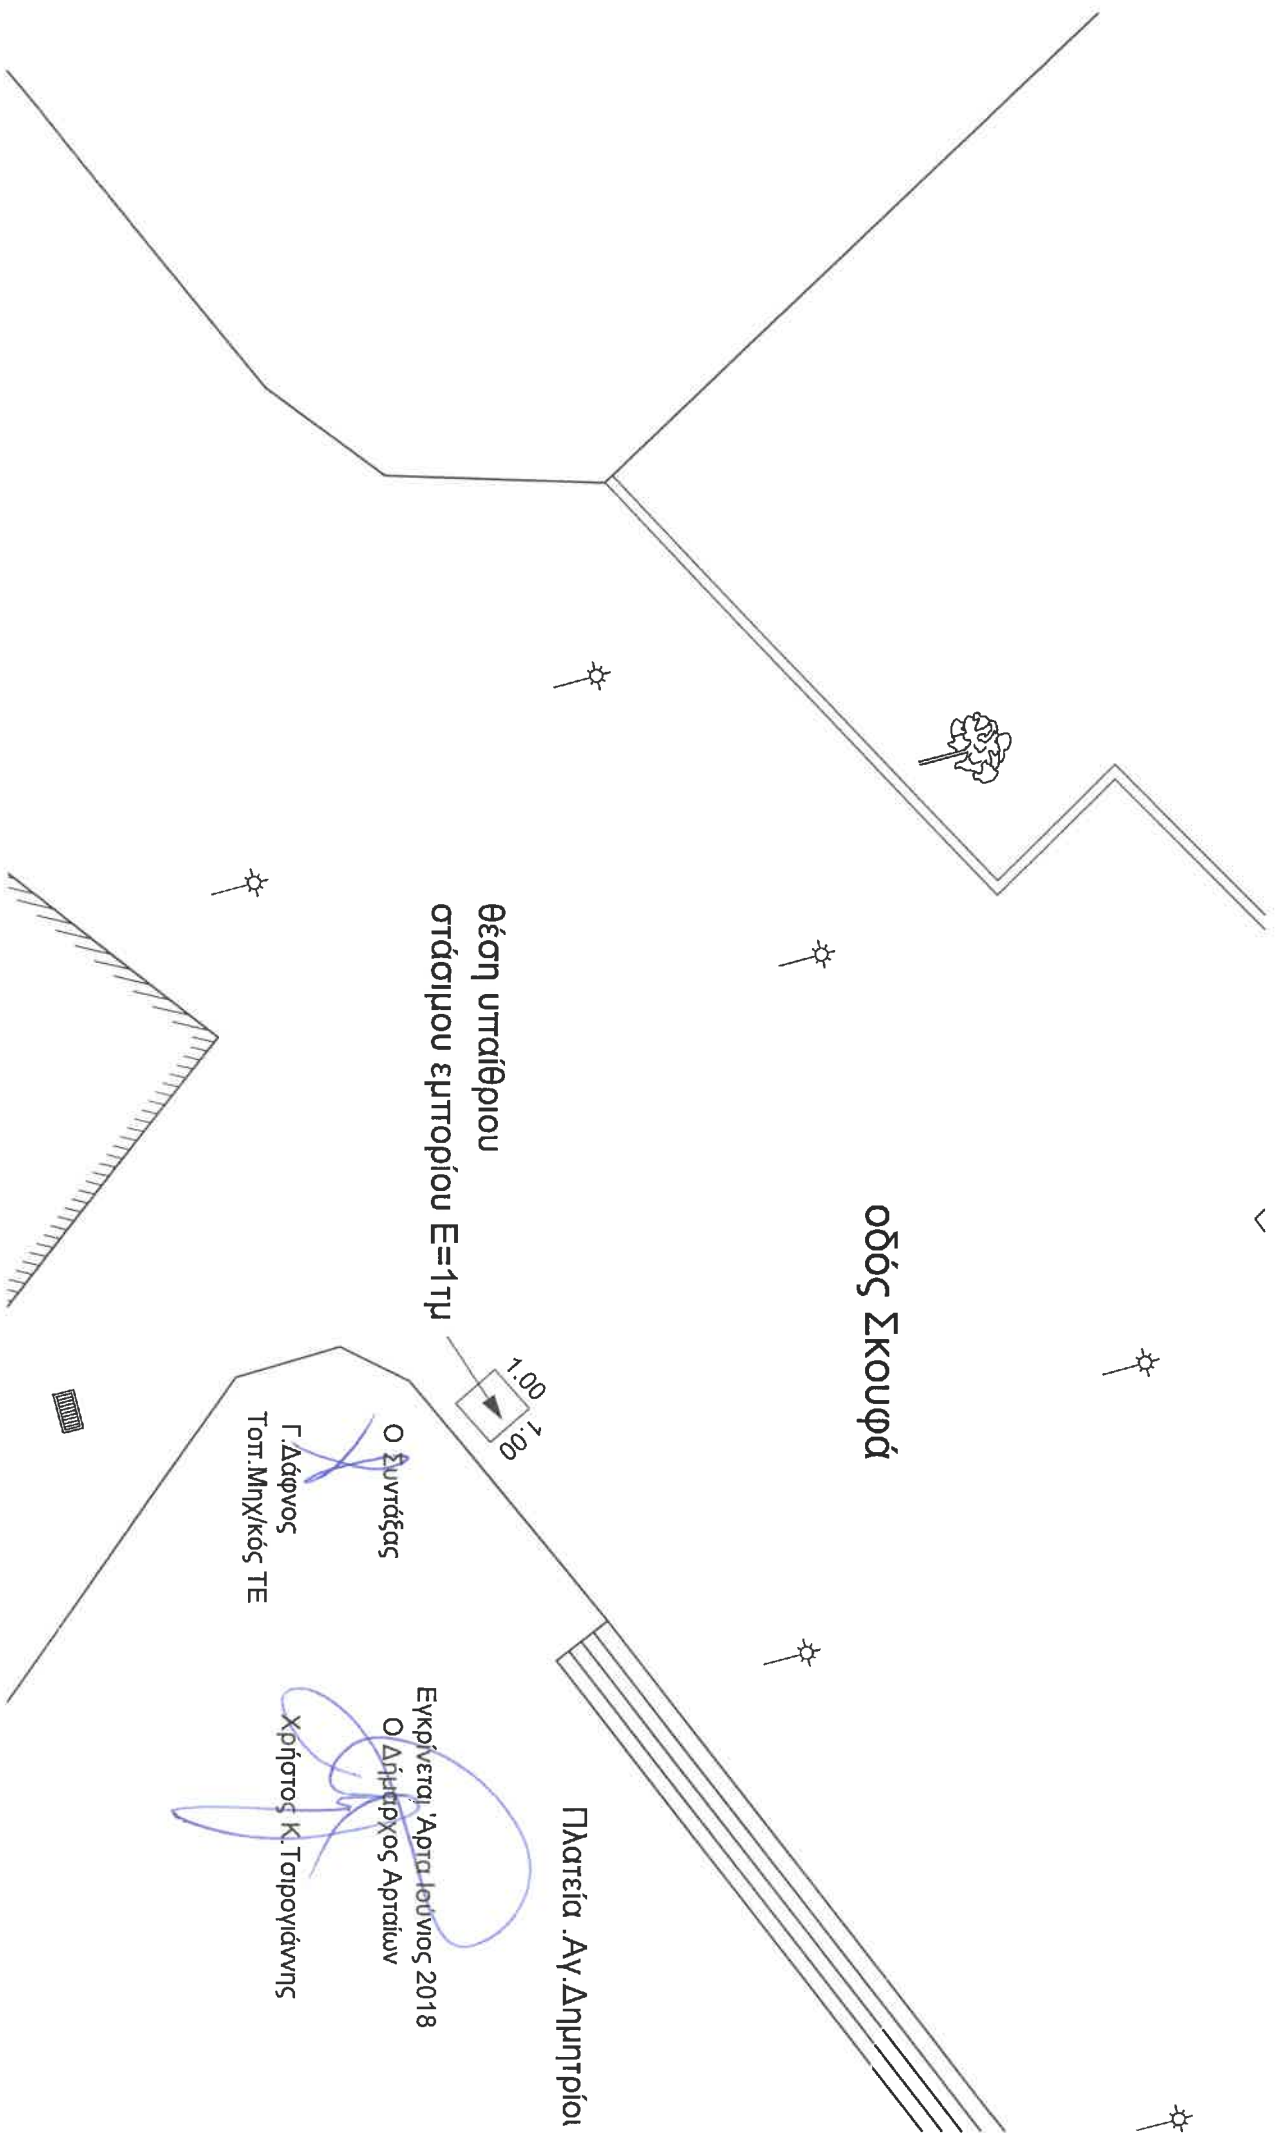 οδός Σκουφά
θέση υπαίθριου
στάσιμου εμπορίου Ε=1τμ
1.00
1.00
Πλατεία .Αγ.Δημητρίοι
Ο Συντάξας
Γ.Δάφνος
Τοπ.Μηχ/κός ΤΕ
Εγκρίνεται Άρτα Ιούνιος 2018
Ο Δήμαρχος Αρταίων
Χρήστος Κ.Τσιρογιάννης